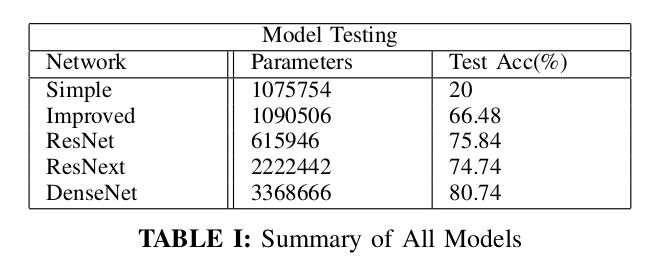 Model Testing
Network Parameters Test Acc(%)
Simple 1075754 20
Improved 1090506 66.48
ResNet 615946 75.84
ResNext 2222442 74.74
DenseNet 3368666 80.74
TABLE I: Summary of All Models